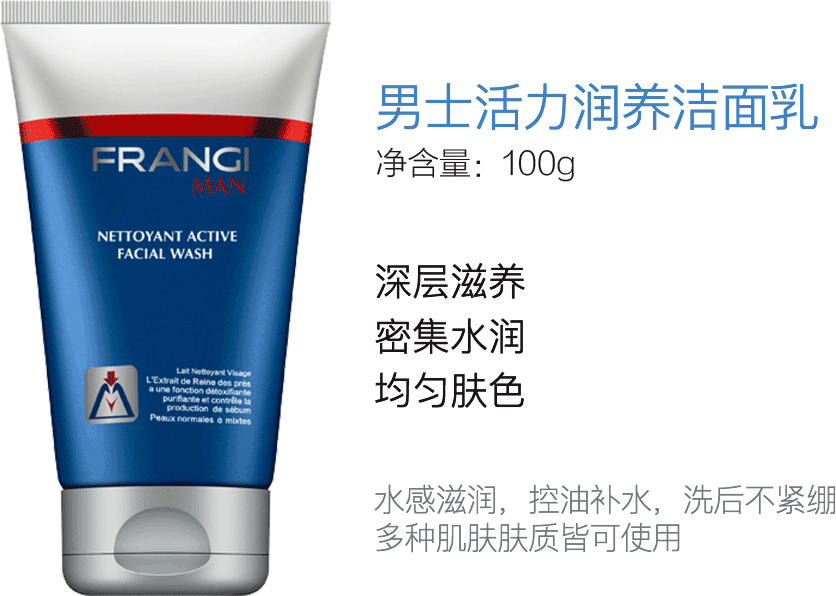 FRANGI
MAN
NETTOYANT ACTIVE
FACIAL WASH
Lait Nettoyant Visage
L'Extrait de Reine des près
a une fonction détoxifiante
purifiante et contrôle la
production de sébum
Peaux normales à mixtes
男士活力润养洁面乳
净含量：100g
深层滋养
密集水润
均匀肤色
水感滋润，控油补水，洗后不紧绷
多种肌肤肤质皆可使用